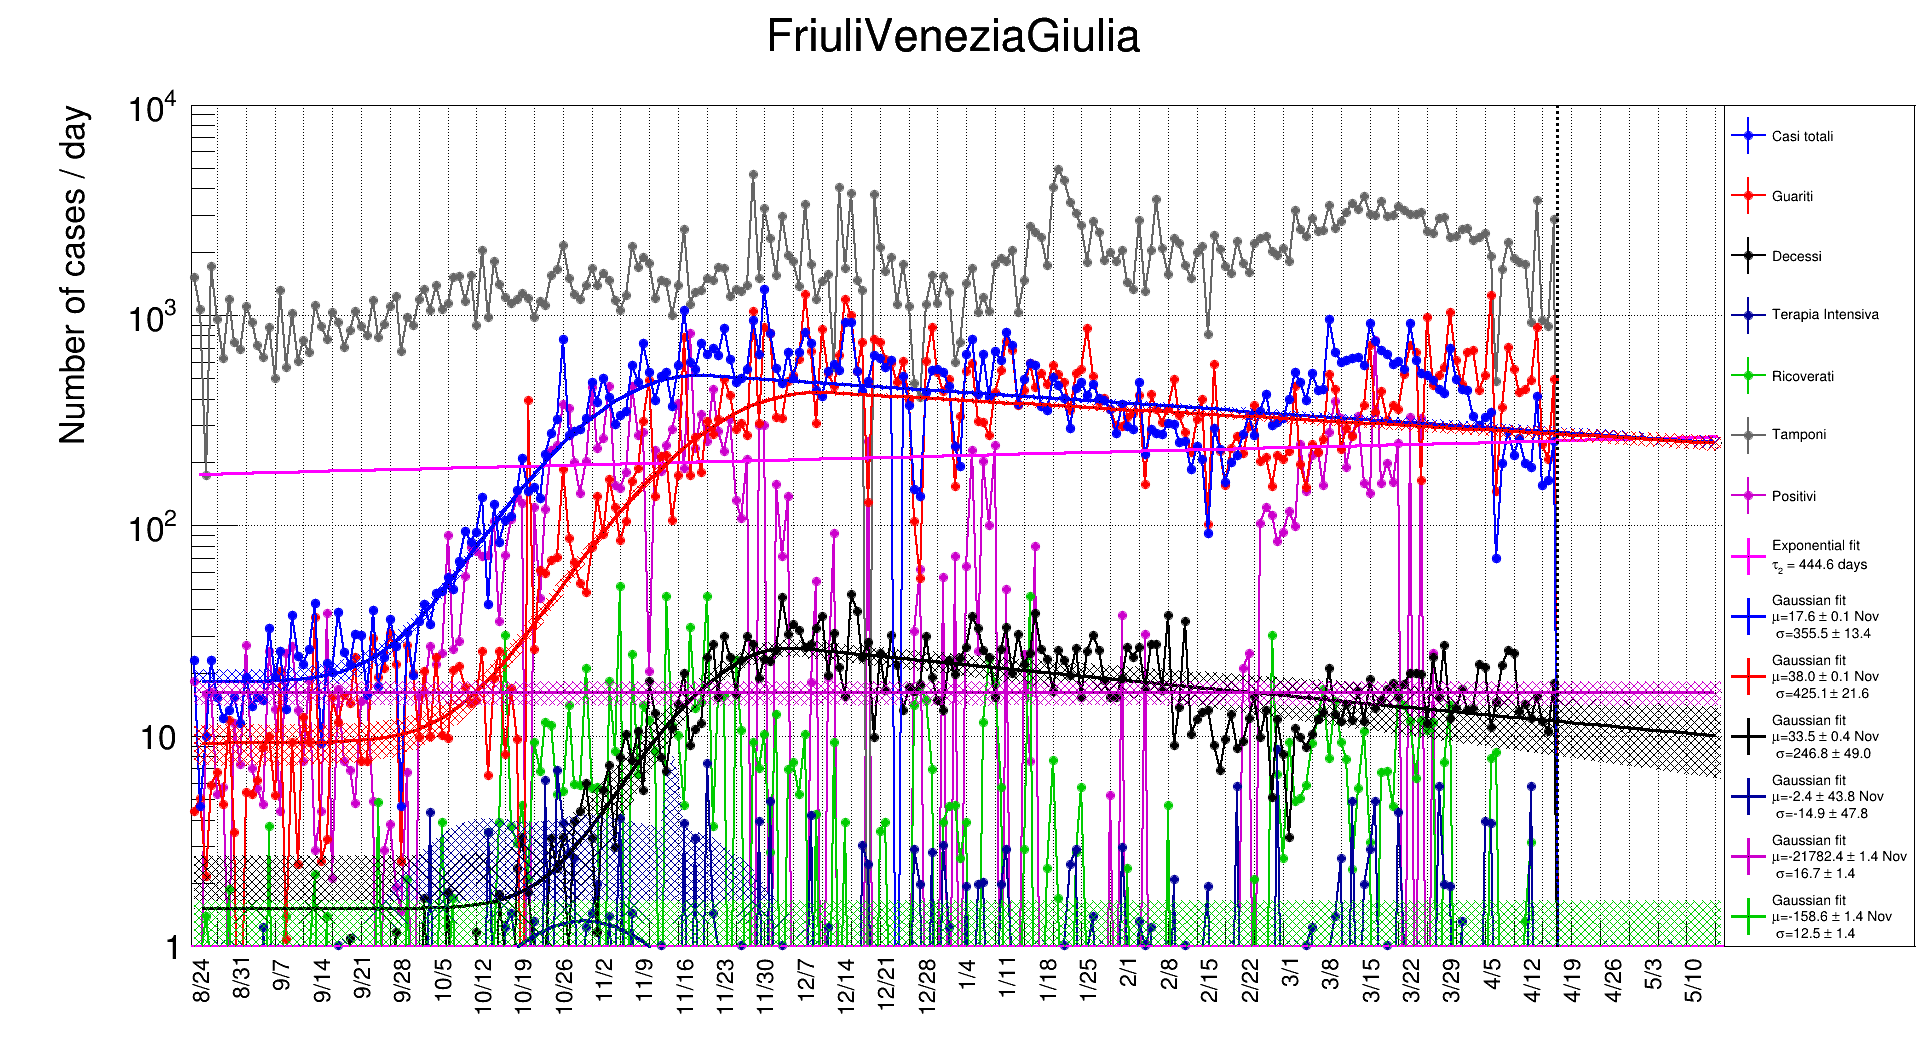 FriuliVeneziaGiulia
Number of cases / day
10^4
10^3
10^2
10
1
8/24 8/31 9/7 9/14 9/21 9/28 10/5 10/12 10/19 10/26 11/2 11/9 11/16 11/23 11/30 12/7 12/14 12/21 12/28 1/4 1/11 1/18 1/25 2/1 2/8 2/15 2/22 3/1 3/8 3/15 3/22 3/29 4/5 4/12 4/19 4/26 5/3 5/10
Casi totali
Guariti
Decessi
Terapia Intensiva
Ricoverati
Tamponi
Positivi
Exponential fit
τ₂ = 444.6 days
Gaussian fit
μ=17.6 ± 0.1 Nov
σ=355.5 ± 13.4
Gaussian fit
μ=38.0 ± 0.1 Nov
σ=425.1 ± 21.6
Gaussian fit
μ=33.5 ± 0.4 Nov
σ=246.8 ± 49.0
Gaussian fit
μ=-2.4 ± 43.8 Nov
σ=-14.9 ± 47.8
Gaussian fit
μ=-21782.4 ± 1.4 Nov
σ=16.7 ± 1.4
Gaussian fit
μ=-158.6 ± 1.4 Nov
σ=12.5 ± 1.4